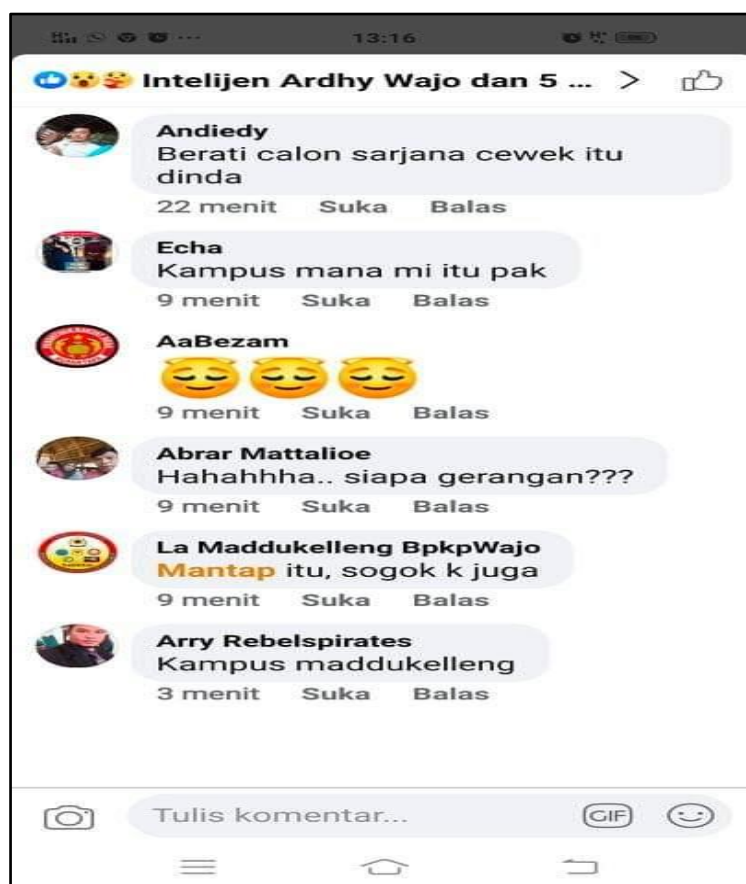 13:16
Intelijen Ardhy Wajo dan 5 ... >
Andiedy
Berati calon sarjana cewek itu
dinda
22 menit Suka Balas
Echa
Kampus mana mi itu pak
9 menit Suka Balas
AaBezam
9 menit Suka Balas
Abrar Mattalioe
Hahahhha.. siapa gerangan???
9 menit Suka Balas
La Maddukelleng BpkpWajo
Mantap itu, sogok k juga
9 menit Suka Balas
Arry Rebelspirates
Kampus maddukelleng
3 menit Suka Balas
Tulis komentar...
GIF